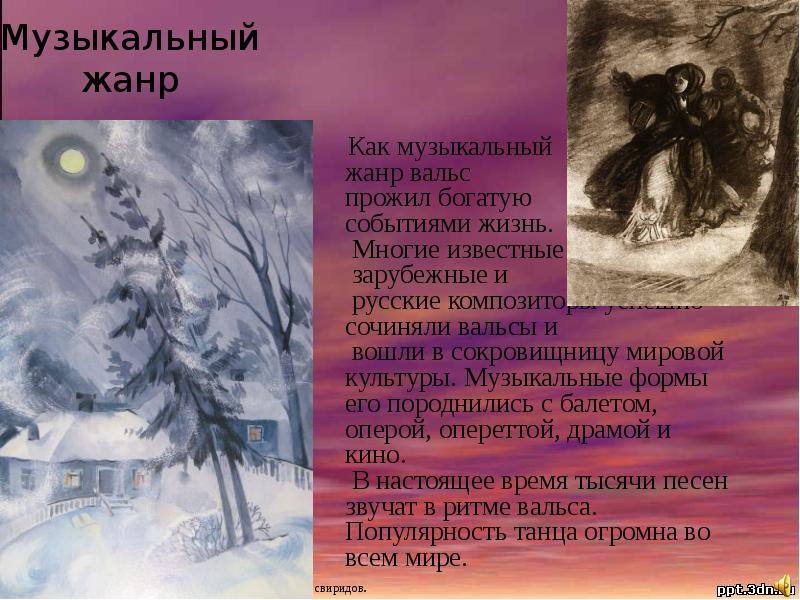 Музыкальный
жанр
Как музыкальный
жанр вальс
прожил богатую
событиями жизнь.
Многие известные
зарубежные и
русские композиторы успешно
сочиняли вальсы и
вошли в сокровищницу мировой
культуры. Музыкальные формы
его породнились с балетом,
оперой, опереттой, драмой и
кино.
В настоящее время тысячи песен
звучат в ритме вальса.
Популярность танца огромна во
всем мире.
свиридов.
ppt.3dn.ru